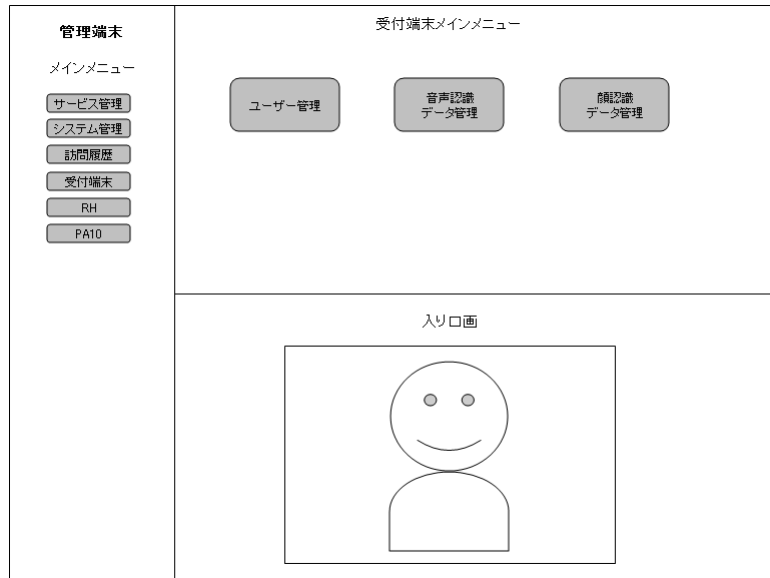 管理端末
メインメニュー
サービス管理
システム管理
訪問履歴
受付端末
RH
PA10
受付端末メインメニュー
ユーザー管理
音声認識
データ管理
顔認識
データ管理
入り口画